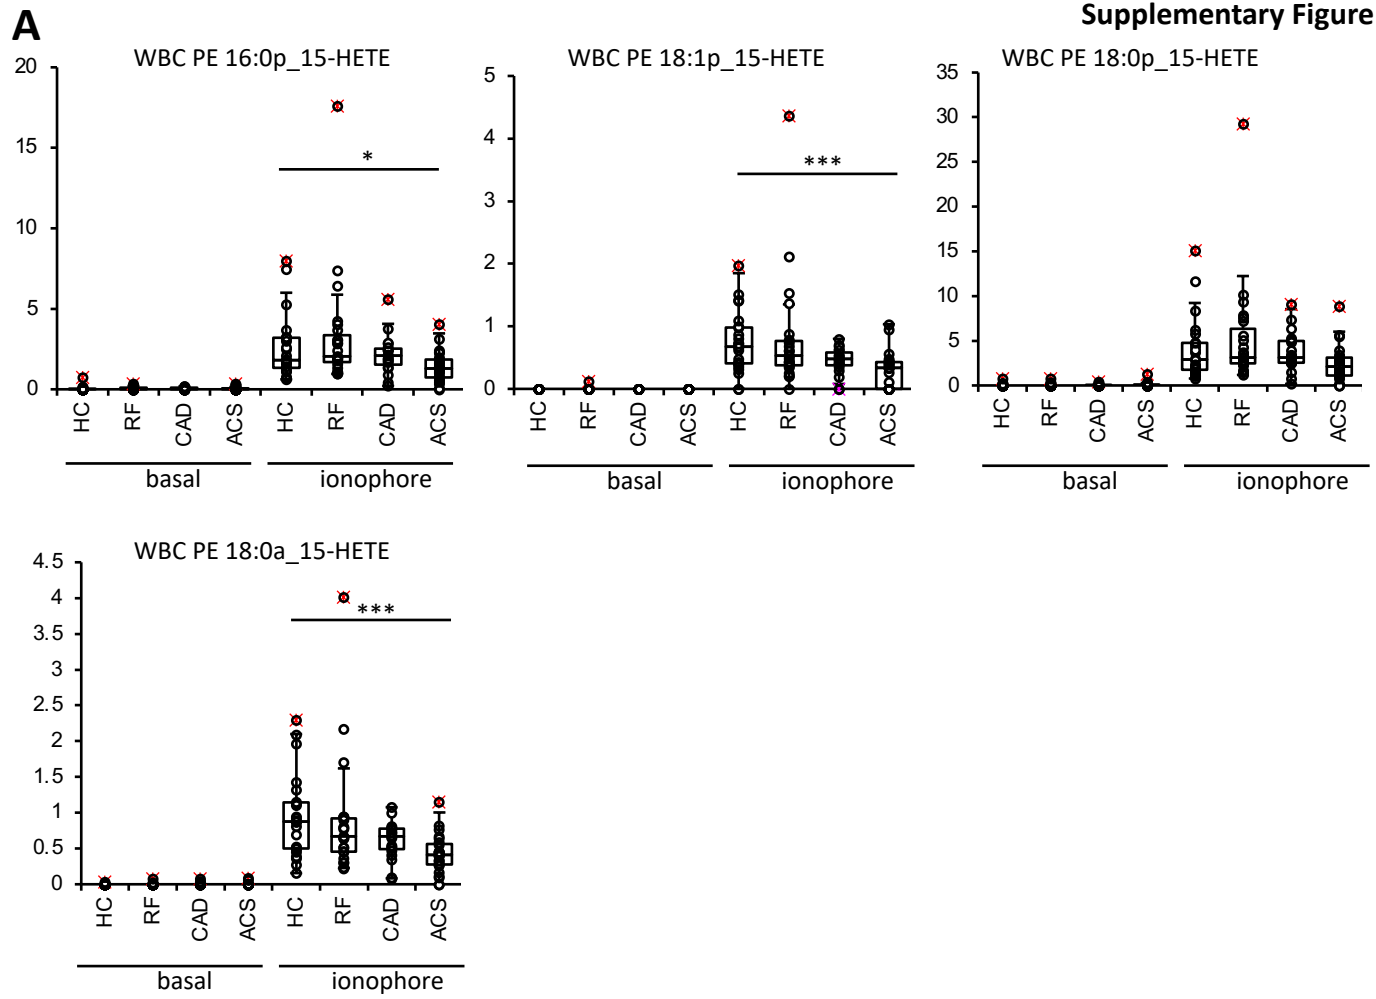 A
Supplementary Figure
WBC PE 16:0p_15-HETE
20
15
10
5
0
*
HC RF CAD ACS HC RF CAD ACS
basal ionophore
WBC PE 18:1p_15-HETE
5
4
3
2
1
0
***
HC RF CAD ACS HC RF CAD ACS
basal ionophore
WBC PE 18:0p_15-HETE
35
30
25
20
15
10
5
0
HC RF CAD ACS HC RF CAD ACS
basal ionophore
WBC PE 18:0a_15-HETE
4.5
4
3.5
3
2.5
2
1.5
1
0.5
0
***
HC RF CAD ACS HC RF CAD ACS
basal ionophore